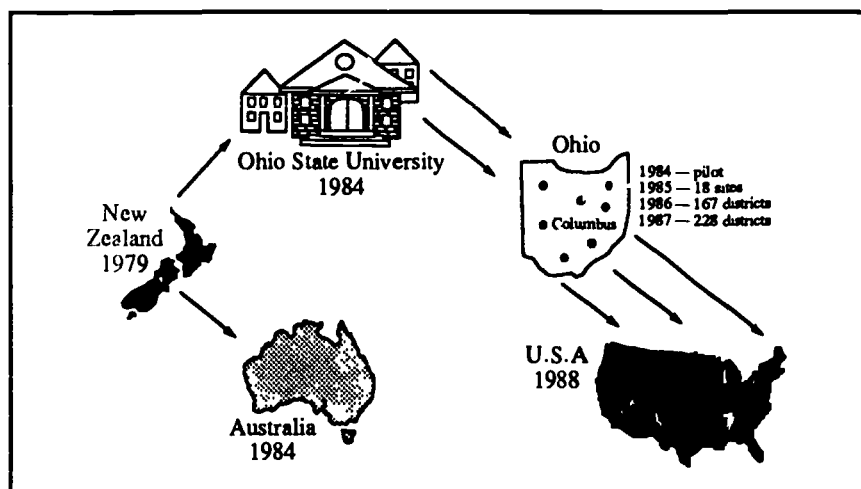 Ohio State University
1984
Ohio
1984 — pilot
1985 — 18 sites
1986 — 167 districts
1987 — 228 districts
Columbus
New
Zealand
1979
U.S.A
1988
Australia
1984